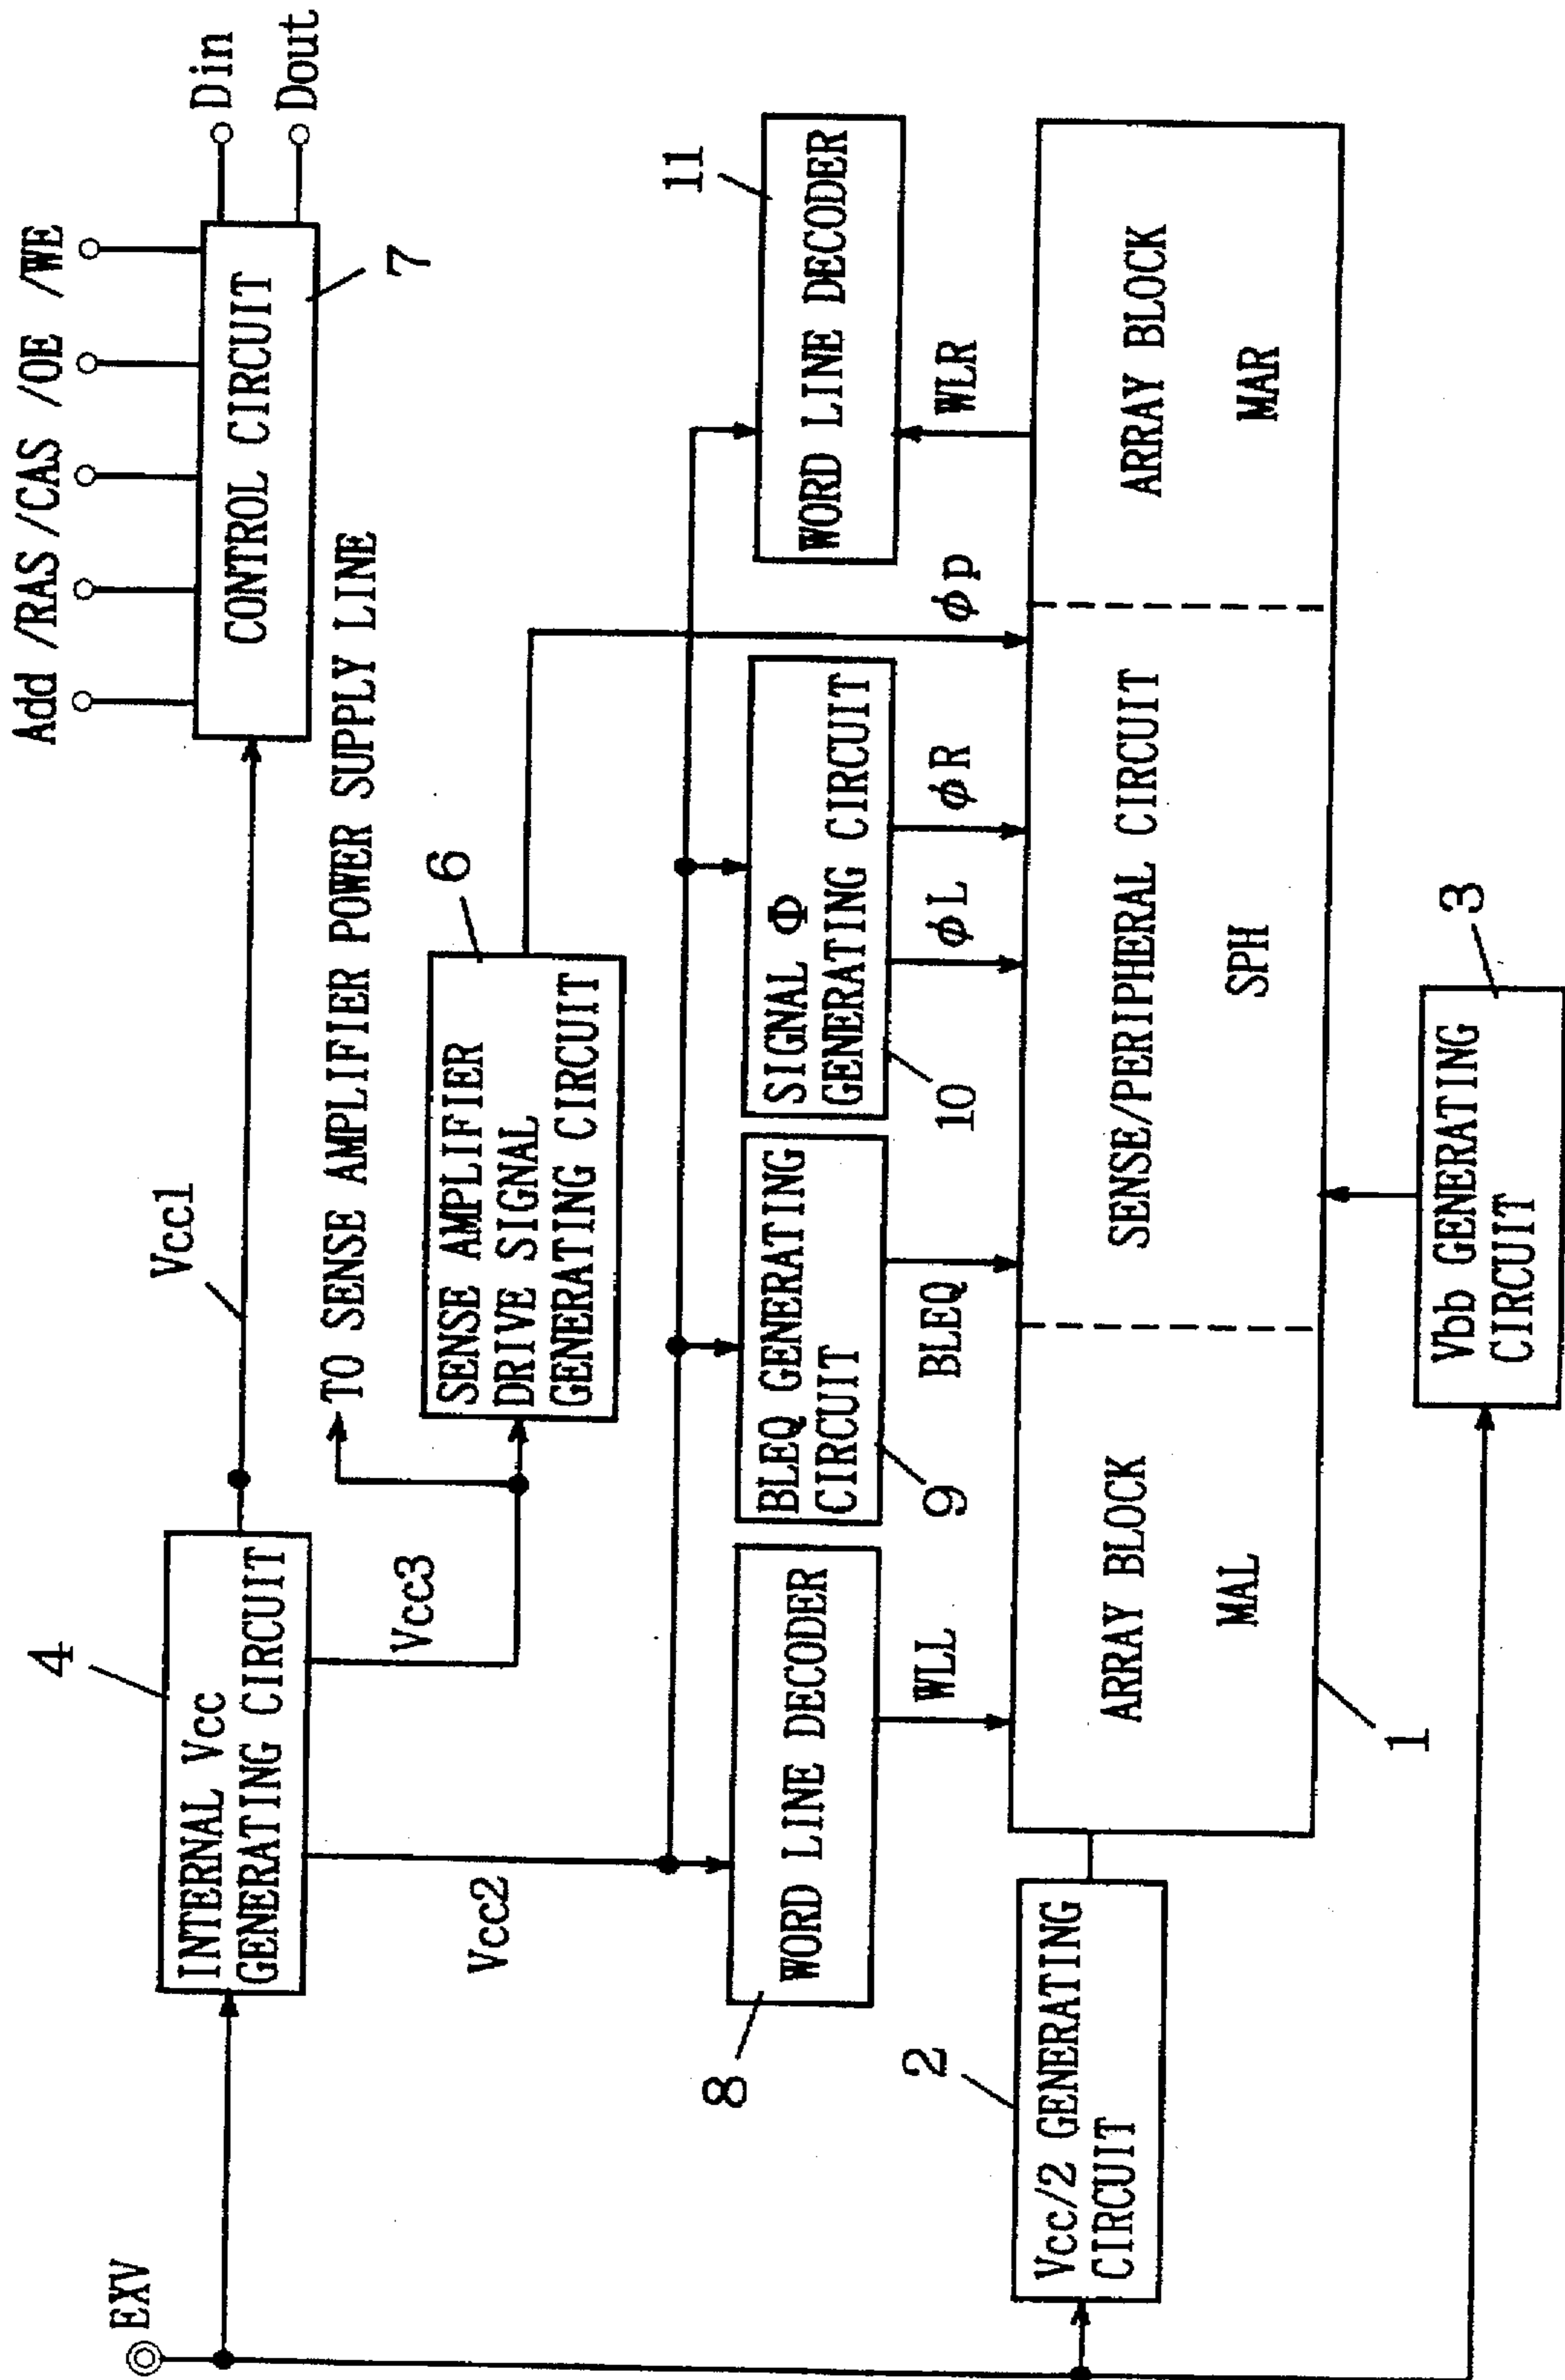 EXV
4
INTERNAL Vcc
GENERATING CIRCUIT
Vcc1
Add /RAS /CAS /OE /WE
CONTROL CIRCUIT
7
Din
Dout
Vcc3
TO SENSE AMPLIFIER POWER SUPPLY LINE
Vcc2
6
SENSE AMPLIFIER
DRIVE SIGNAL
GENERATING CIRCUIT
8
WORD LINE DECODER
WLL
9
BLEQ GENERATING
CIRCUIT
BLEQ
10
SIGNAL Φ
GENERATING CIRCUIT
ϕL
ϕR
ϕp
11
WORD LINE DECODER
WLR
2
Vcc/2 GENERATING
CIRCUIT
ARRAY BLOCK
MAL
SENSE/PERIPHERAL CIRCUIT
SPH
ARRAY BLOCK
MAR
1
3
Vbb GENERATING
CIRCUIT